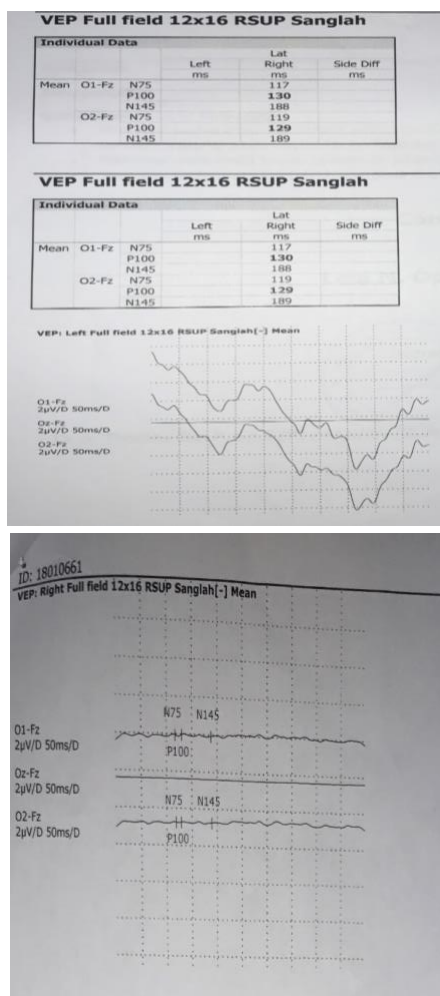 VEP Full field 12x16 RSUP Sanglah
Individual Data
Lat
Left Right Side Diff
ms ms ms
Mean O1-Fz N75 117
P100 130
N145 188
O2-Fz N75 119
P100 129
N145 189
VEP Full field 12x16 RSUP Sanglah
Individual Data
Lat
Left Right Side Diff
ms ms ms
Mean O1-Fz N75 117
P100 130
N145 188
O2-Fz N75 119
P100 129
N145 189
VEP: Left Full field 12x16 RSUP Sanglah[-] Mean
O1-Fz
2µV/D 50ms/D
Oz-Fz
2µV/D 50ms/D
O2-Fz
2µV/D 50ms/D
ID: 18010661
VEP: Right Full field 12x16 RSUP Sanglah[-] Mean
N75 N145
O1-Fz
2µV/D 50ms/D
P100
Oz-Fz
2µV/D 50ms/D
N75 N145
O2-Fz
2µV/D 50ms/D
P100